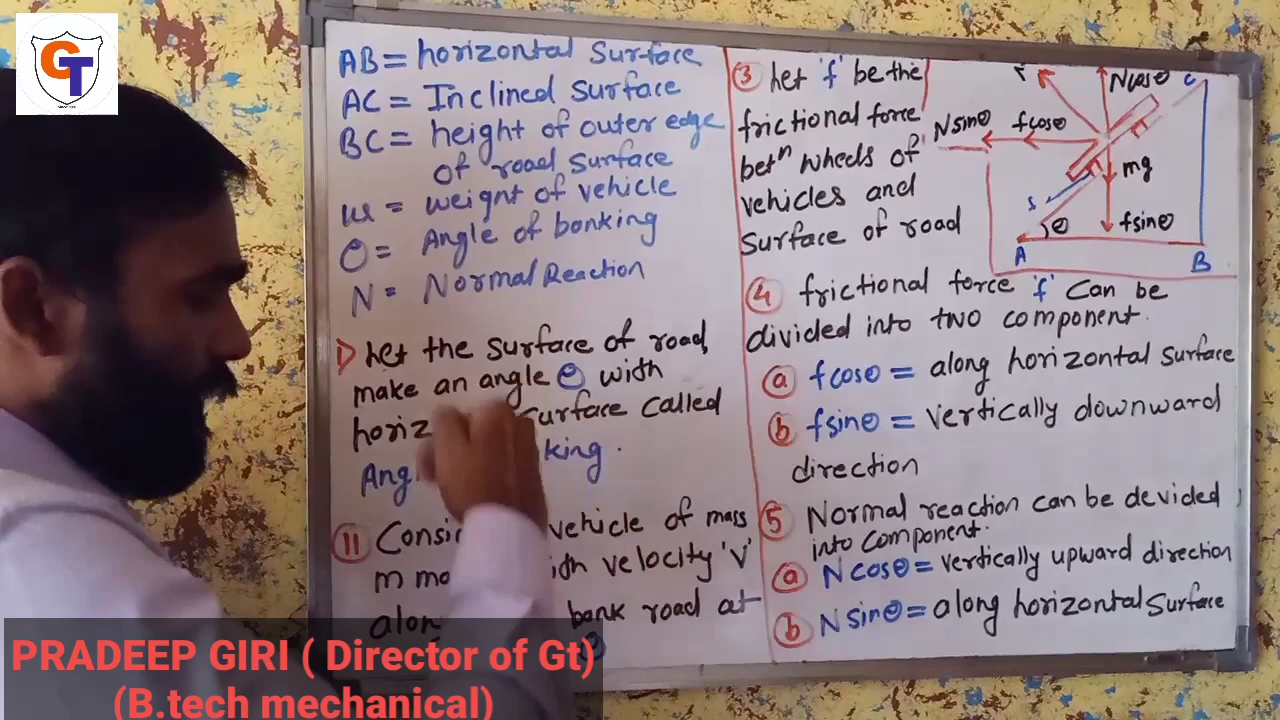 GT
AB = horizontal Surface
AC = Inclined Surface
BC = height of outer edge
of road surface
w = weight of vehicle
θ = Angle of banking
N = Normal Reaction
I) Let the surface of road,
make an angle θ with
horiz Surface called
Ang king.
11 Consi vehicle of mass
m mo ith velocity 'v'
alon bank road at
θ
③ Let 'f' be the
frictional force
betⁿ wheels of
vehicles and
Surface of road
Ncosθ
C
Nsinθ
fcosθ
mg
s
θ
fsinθ
A
B
④ frictional force 'f' Can be
divided into two component.
ⓐ fcosθ = along horizontal surface
ⓑ fsinθ = vertically downward
direction
⑤ Normal reaction can be devided
into component.
ⓐ Ncosθ = vertically upward direction
ⓑ Nsinθ = along horizontal Surface
PRADEEP GIRI ( Director of Gt)
(B.tech mechanical)